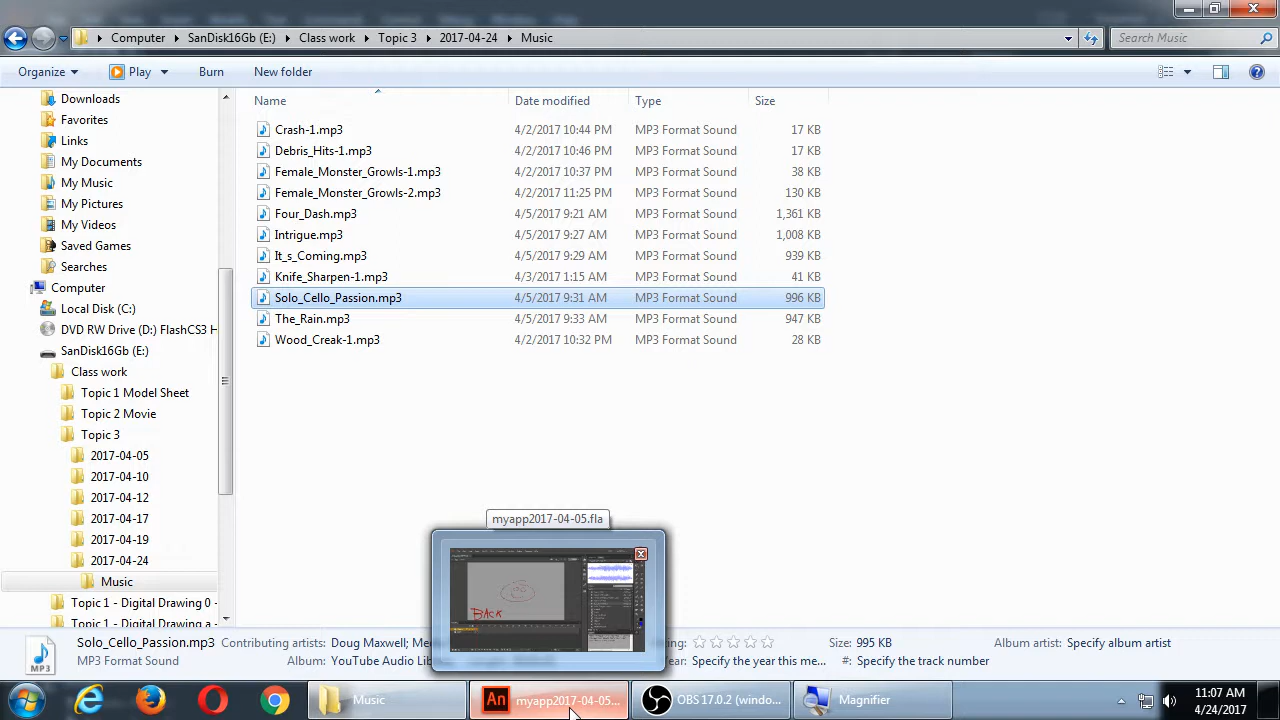 Computer SanDisk16Gb (E:) Class work Topic 3 2017-04-24 Music
Search Music
Organize Play Burn New folder
Name Date modified Type Size
Downloads
Favorites
Links
My Documents
My Music
My Pictures
My Videos
Saved Games
Searches
Computer
Local Disk (C:)
DVD RW Drive (D:) FlashCS3 H
SanDisk16Gb (E:)
Class work
Topic 1 Model Sheet
Topic 2 Movie
Topic 3
2017-04-05
2017-04-10
2017-04-12
2017-04-17
2017-04-19
2017-04-24
Music
Topic 1 - Digital Drawing 0 -
Topic 1 - Digital Drawing 0 -
Crash-1.mp3 4/2/2017 10:44 PM MP3 Format Sound 17 KB
Debris_Hits-1.mp3 4/2/2017 10:46 PM MP3 Format Sound 17 KB
Female_Monster_Growls-1.mp3 4/2/2017 10:37 PM MP3 Format Sound 38 KB
Female_Monster_Growls-2.mp3 4/2/2017 11:25 PM MP3 Format Sound 130 KB
Four_Dash.mp3 4/5/2017 9:21 AM MP3 Format Sound 1,361 KB
Intrigue.mp3 4/5/2017 9:27 AM MP3 Format Sound 1,008 KB
It_s_Coming.mp3 4/5/2017 9:29 AM MP3 Format Sound 939 KB
Knife_Sharpen-1.mp3 4/3/2017 1:15 AM MP3 Format Sound 41 KB
Solo_Cello_Passion.mp3 4/5/2017 9:31 AM MP3 Format Sound 996 KB
The_Rain.mp3 4/5/2017 9:33 AM MP3 Format Sound 947 KB
Wood_Creak-1.mp3 4/2/2017 10:32 PM MP3 Format Sound 28 KB
myapp2017-04-05.fla
BACK
Solo_Cello_Passion.mp3 Contributing artists: Doug Maxwell; Me Size: 995 KB Album artist: Specify album arti
MP3 Format Sound Album: YouTube Audio Lib Specify the year this me... #: Specify the track number
MP3
Music
An myapp2017-04-05...
OBS 17.0.2 (windo...
Magnifier
11:07 AM
4/24/2017